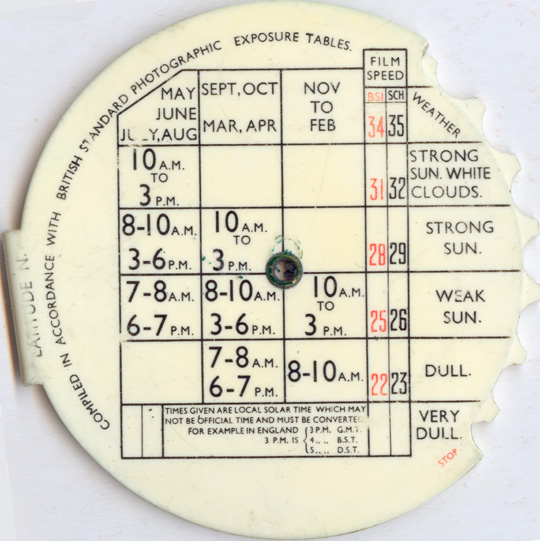 COMPILED IN ACCORDANCE WITH BRITISH STANDARD PHOTOGRAPHIC EXPOSURE TABLES.
LATITUDE N.
FILM
SPEED
BSI SCH
34 35
31 32
28 29
25 26
22 23
WEATHER
MAY
JUNE
JULY, AUG
SEPT, OCT
MAR, APR
NOV
TO
FEB
10 A.M.
TO
3 P.M.
STRONG
SUN. WHITE
CLOUDS.
8-10 A.M.
3-6 P.M.
10 A.M.
TO
3 P.M.
STRONG
SUN.
7-8 A.M.
6-7 P.M.
8-10 A.M.
3-6 P.M.
10 A.M.
TO
3 P.M.
WEAK
SUN.
7-8 A.M.
6-7 P.M.
8-10 A.M.
DULL.
VERY
DULL.
STOP
TIMES GIVEN ARE LOCAL SOLAR TIME WHICH MAY
NOT BE OFFICIAL TIME AND MUST BE CONVERTED.
FOR EXAMPLE IN ENGLAND { 3 P.M. G.M.T.
3 P.M. IS { 4 .. .. B.S.T.
{ 5 .. .. D.S.T.